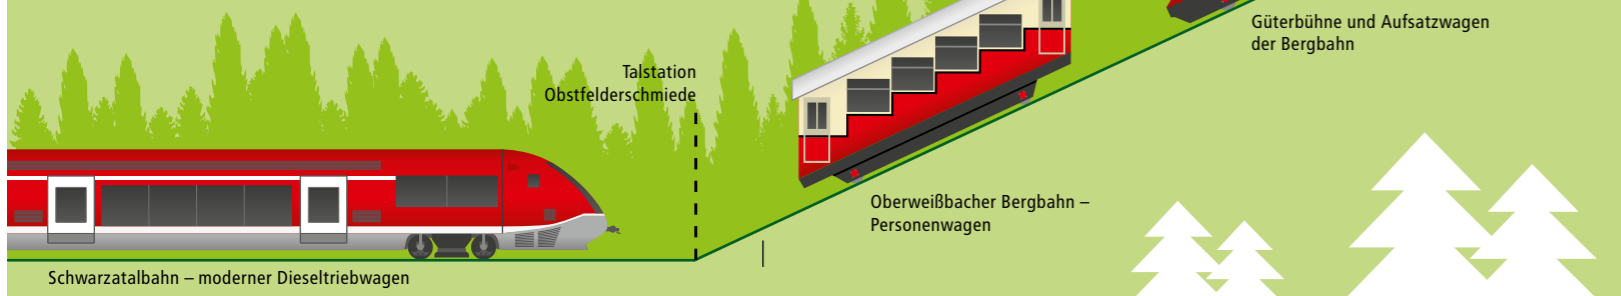 Güterbühne und Aufsatzwagen
der Bergbahn
Talstation
Obstfelderschmiede
Oberweißbacher Bergbahn –
Personenwagen
Schwarzatalbahn – moderner Dieseltriebwagen